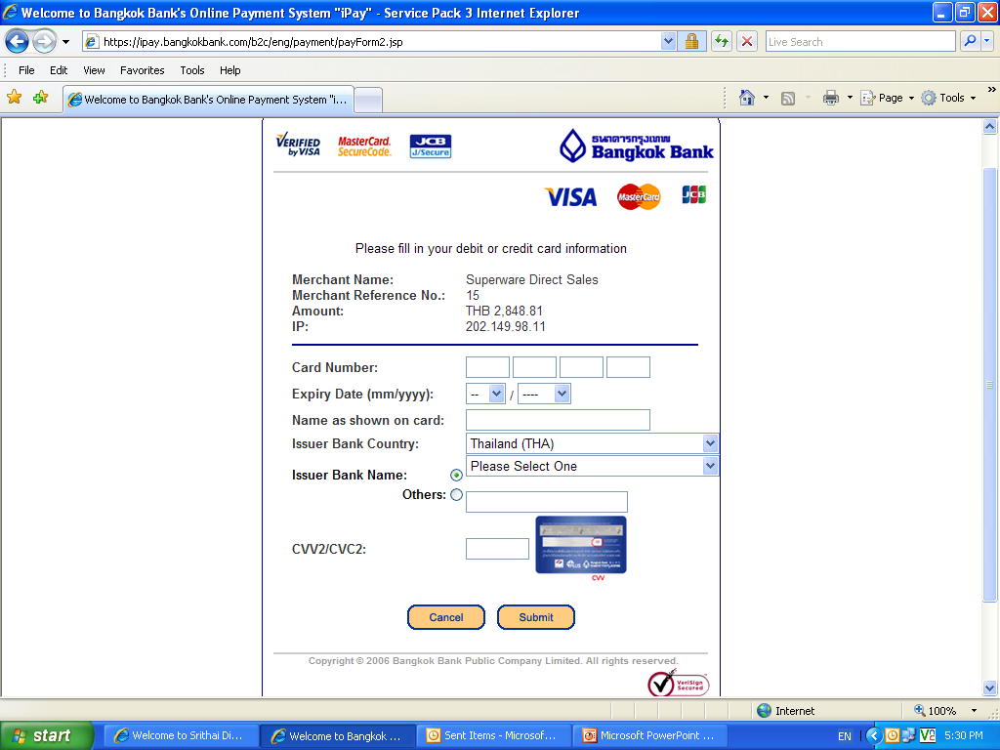 Welcome to Bangkok Bank's Online Payment System "iPay" - Service Pack 3 Internet Explorer
https://ipay.bangkokbank.com/b2c/eng/payment/payForm2.jsp
Live Search
File Edit View Favorites Tools Help
Welcome to Bangkok Bank's Online Payment System "i...
Page Tools »
VERIFIED by VISA MasterCard. SecureCode. JCB J/Secure ธนาคารกรุงเทพ Bangkok Bank
VISA MasterCard JCB
Please fill in your debit or credit card information
Merchant Name: Superware Direct Sales
Merchant Reference No.: 15
Amount: THB 2,848.81
IP: 202.149.98.11
Card Number:
Expiry Date (mm/yyyy): -- / ----
Name as shown on card:
Issuer Bank Country: Thailand (THA)
Issuer Bank Name: Please Select One
Others:
CVV2/CVC2:
CVV
Cancel Submit
Copyright © 2006 Bangkok Bank Public Company Limited. All rights reserved.
VeriSign Secured
Internet 100%
start Welcome to Srithai Di... Welcome to Bangkok ... Sent Items - Microsof... Microsoft PowerPoint ... EN 5:30 PM